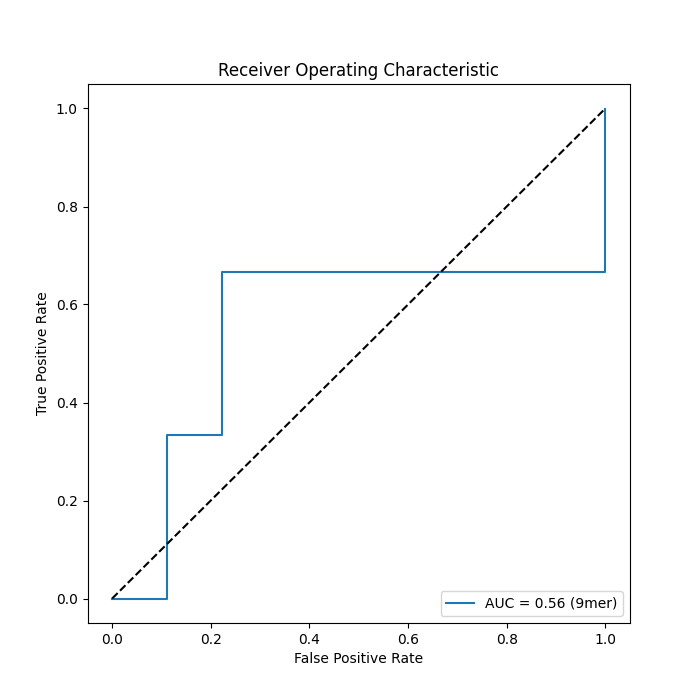 Receiver Operating Characteristic
1.0
0.8
0.6
0.4
0.2
0.0
True Positive Rate
AUC = 0.56 (9mer)
0.0 0.2 0.4 0.6 0.8 1.0
False Positive Rate